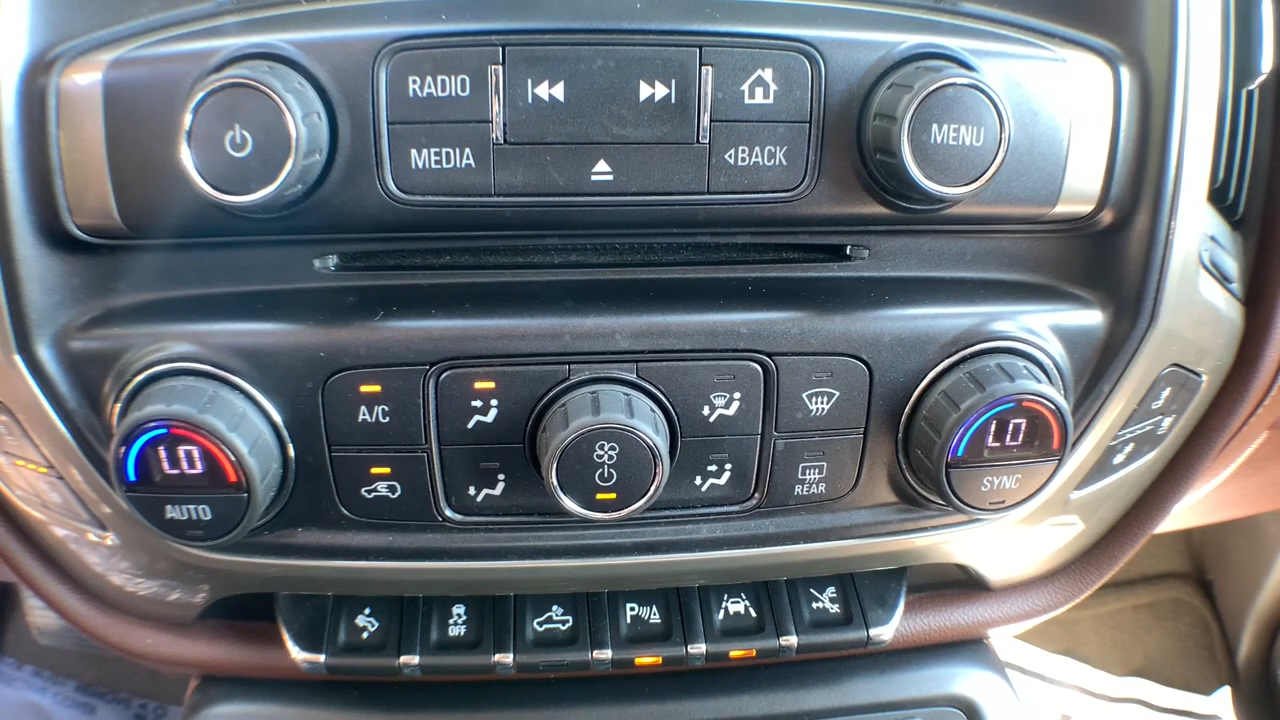 RADIO
MEDIA
BACK
MENU
A/C
LO
AUTO
REAR
LO
SYNC
OFF
P